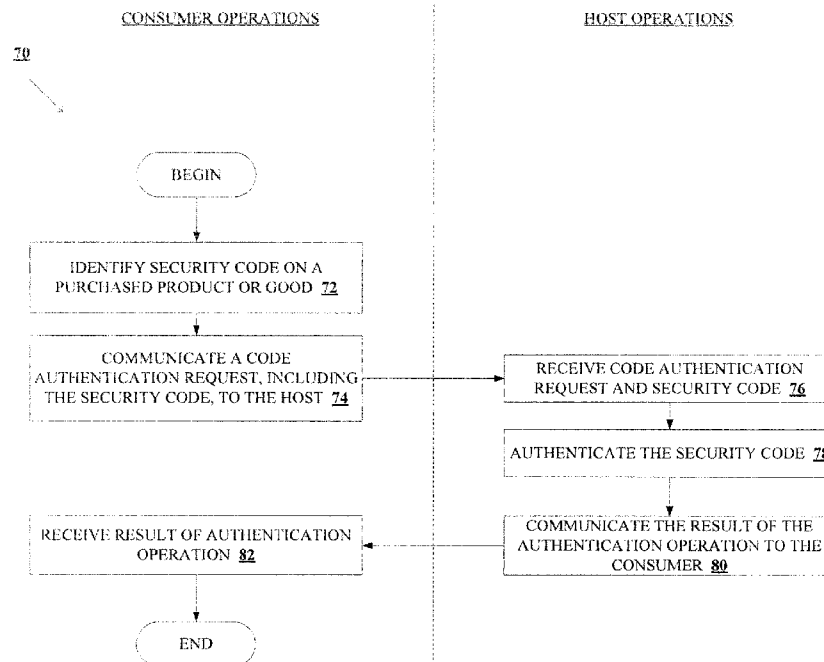 CONSUMER OPERATIONS
HOST OPERATIONS
70
BEGIN
IDENTIFY SECURITY CODE ON A
PURCHASED PRODUCT OR GOOD 72
COMMUNICATE A CODE
AUTHENTICATION REQUEST, INCLUDING
THE SECURITY CODE, TO THE HOST 74
RECEIVE CODE AUTHENTICATION
REQUEST AND SECURITY CODE 76
AUTHENTICATE THE SECURITY CODE 78
COMMUNICATE THE RESULT OF THE
AUTHENTICATION OPERATION TO THE
CONSUMER 80
RECEIVE RESULT OF AUTHENTICATION
OPERATION 82
END